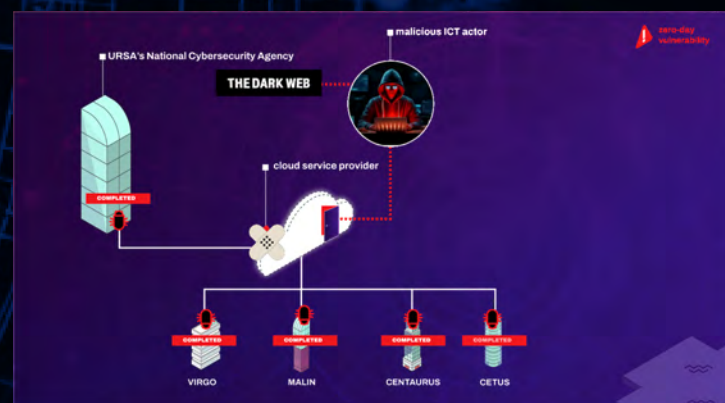 malicious ICT actor
zero-day
vulnerability
URSA's National Cybersecurity Agency
THE DARK WEB
cloud service provider
COMPLETED
COMPLETED
COMPLETED
COMPLETED
COMPLETED
VIRGO
MALIN
CENTAURUS
CETUS